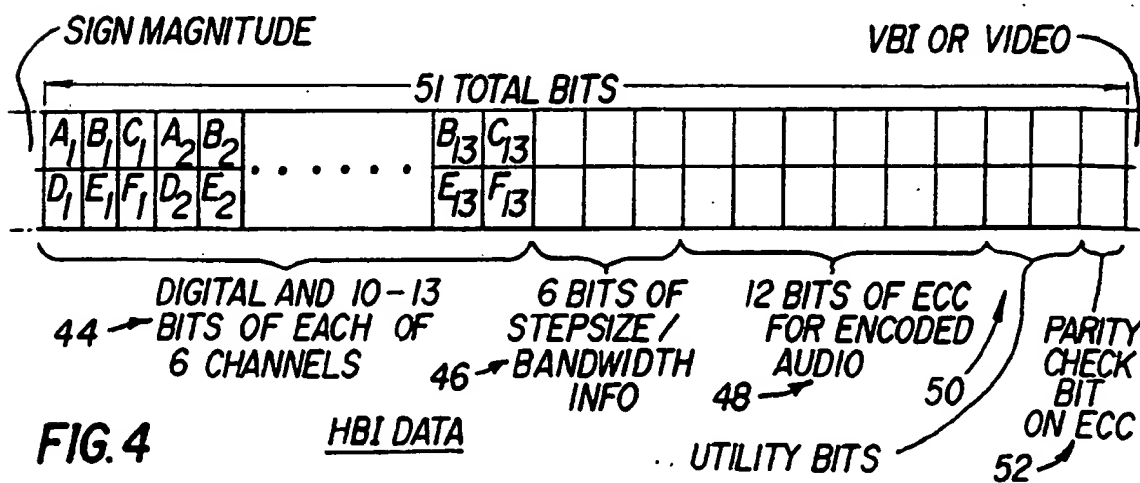 SIGN MAGNITUDE
VBI OR VIDEO
51 TOTAL BITS
A1 B1 C1 A2 B2 B13 C13
D1 E1 F1 D2 E2 E13 F13
DIGITAL AND 10-13
BITS OF EACH OF
6 CHANNELS
44
6 BITS OF
STEPSIZE/
BANDWIDTH
INFO
46
12 BITS OF ECC
FOR ENCODED
AUDIO
48
50
UTILITY BITS
PARITY
CHECK
BIT
ON ECC
52
FIG. 4
HBI DATA